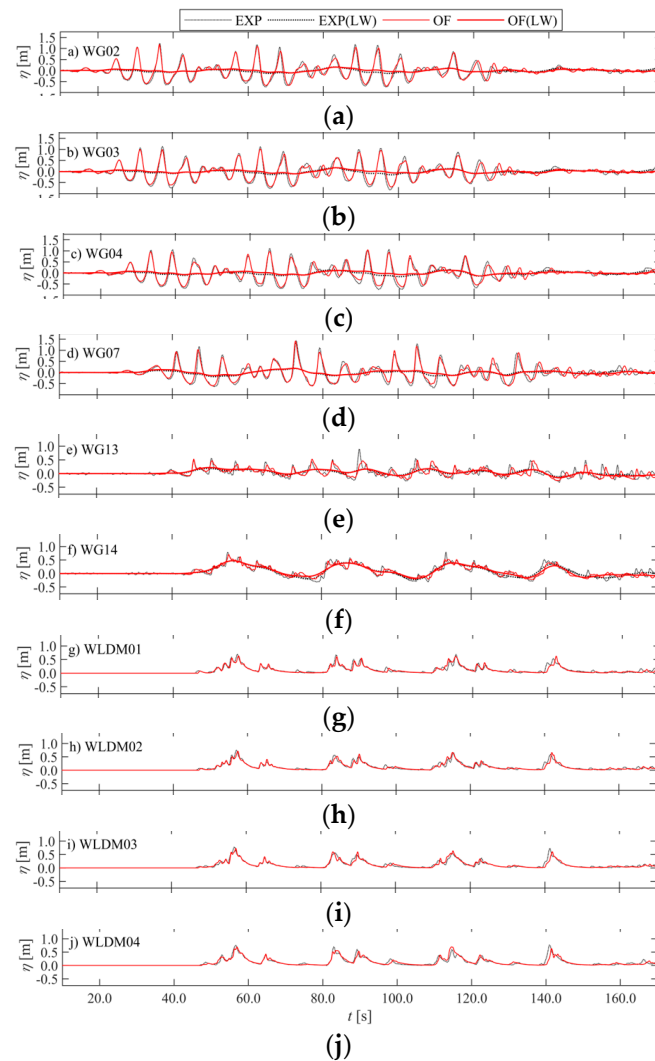 EXP EXP(LW) OF OF(LW)
1.5
1.0
0.5
0.0
-0.5
η [m]
a) WG02
(a)
1.5
1.0
0.5
0.0
-0.5
η [m]
b) WG03
(b)
1.5
1.0
0.5
0.0
-0.5
η [m]
c) WG04
(c)
1.5
1.0
0.5
0.0
-0.5
η [m]
d) WG07
(d)
1.0
0.5
0.0
-0.5
η [m]
e) WG13
(e)
1.0
0.5
0.0
-0.5
η [m]
f) WG14
(f)
1.0
0.5
0.0
-0.5
η [m]
g) WLDM01
(g)
1.0
0.5
0.0
-0.5
η [m]
h) WLDM02
(h)
1.0
0.5
0.0
-0.5
η [m]
i) WLDM03
(i)
1.0
0.5
0.0
-0.5
η [m]
j) WLDM04
20.0 40.0 60.0 80.0 100.0 120.0 140.0 160.0
t [s]
(j)